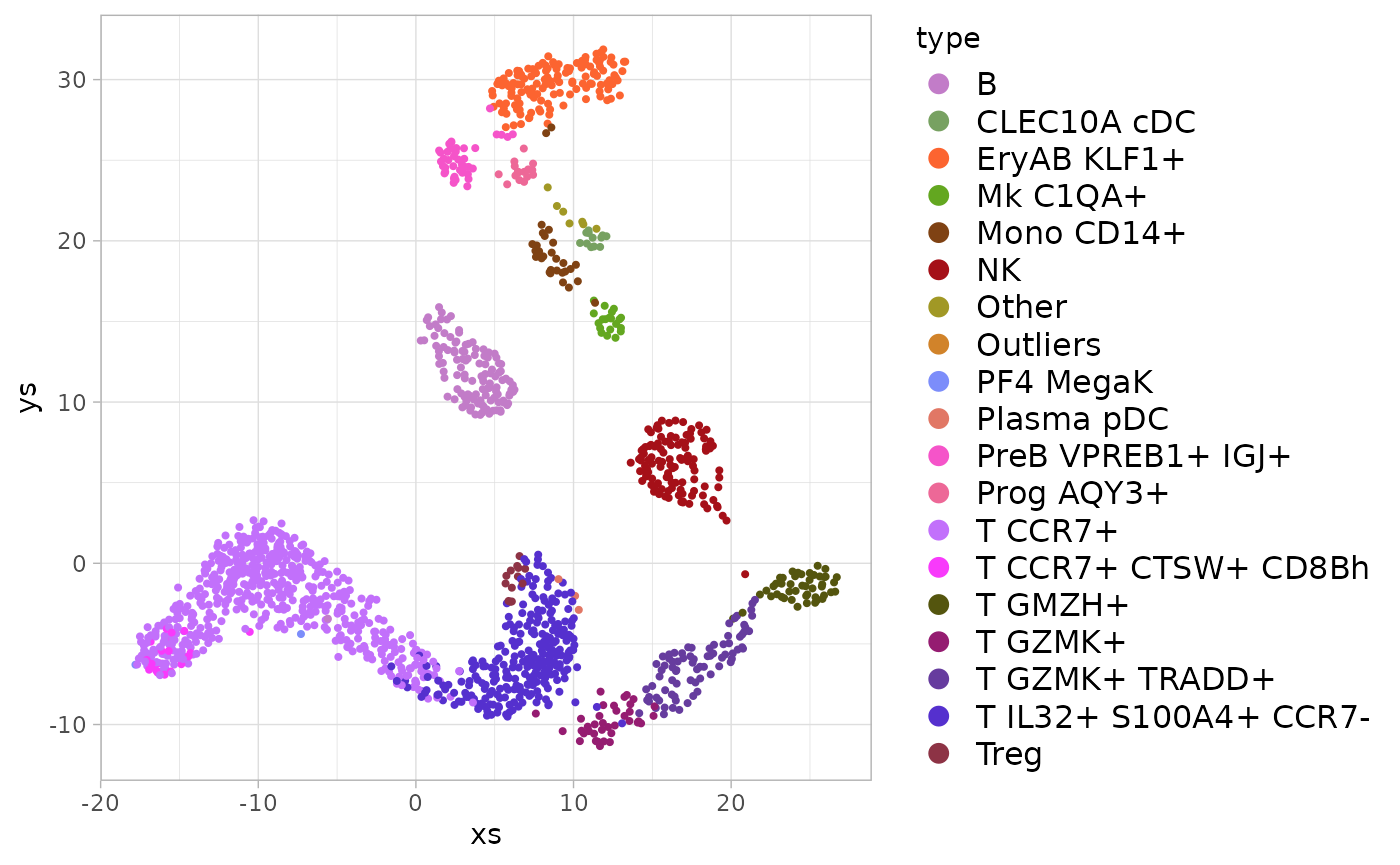 30
20
10
0
-10
ys
-20
-10
0
10
20
xs
type
B
CLEC10A cDC
EryAB KLF1+
Mk C1QA+
Mono CD14+
NK
Other
Outliers
PF4 MegaK
Plasma pDC
PreB VPREB1+ IGJ+
Prog AQY3+
T CCR7+
T CCR7+ CTSW+ CD8Bh
T GMZH+
T GZMK+
T GZMK+ TRADD+
T IL32+ S100A4+ CCR7-
Treg